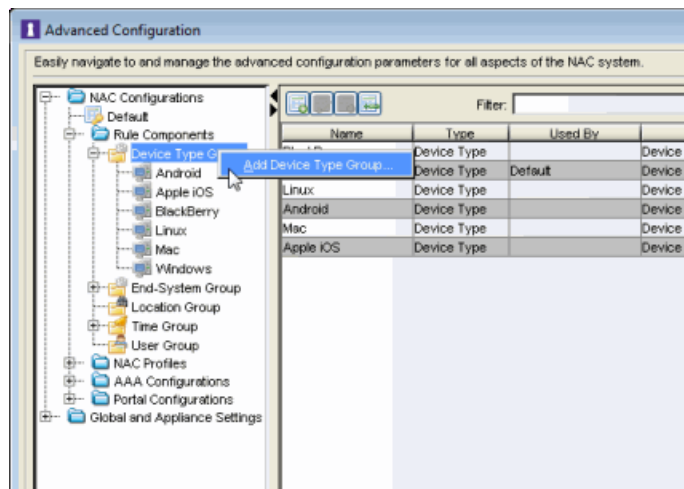 Advanced Configuration
Easily navigate to and manage the advanced configuration parameters for all aspects of the NAC system.
NAC Configurations
Default
Rule Components
Device Type G
Add Device Type Group...
Android
Apple iOS
BlackBerry
Linux
Mac
Windows
End-System Group
Location Group
Time Group
User Group
NAC Profiles
AAA Configurations
Portal Configurations
Global and Appliance Settings
Filter:
Name Type Used By
Device Type Device
Device Type Default Device
Linux Device Type Device
Android Device Type Device
Mac Device Type Device
Apple iOS Device Type Device